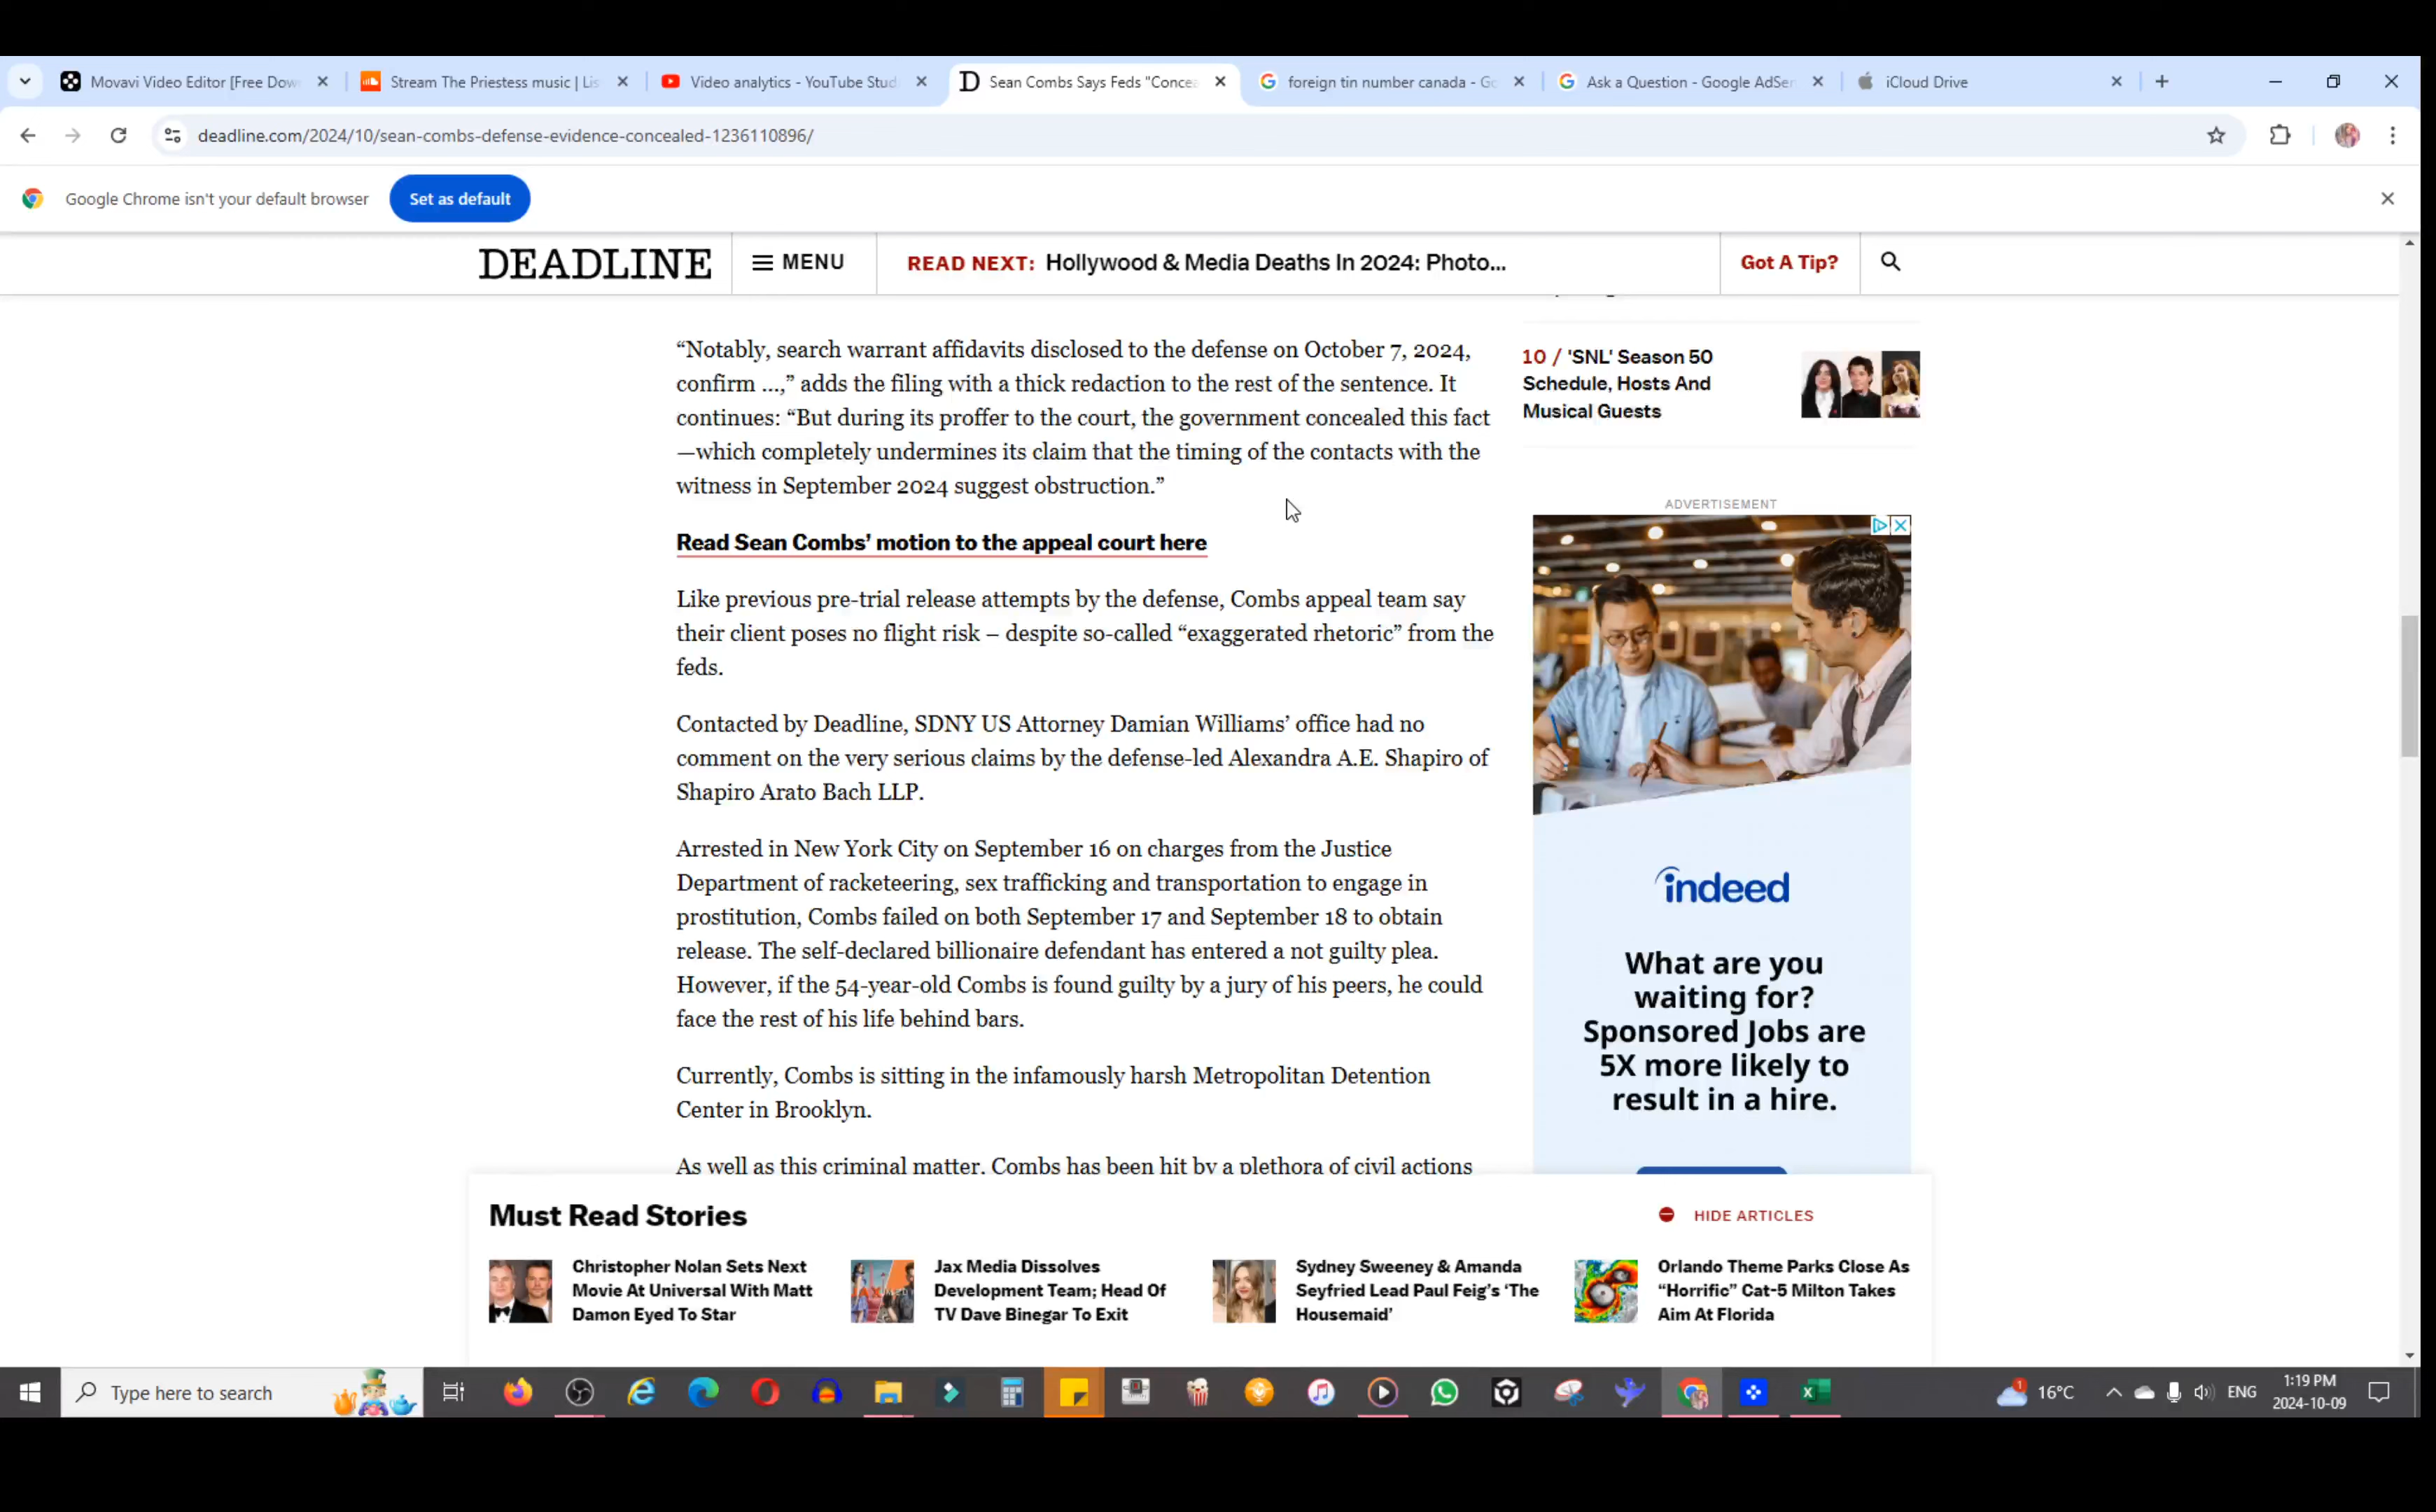 Movavi Video Editor [Free Dow
Stream The Priestess music | Lis
Video analytics - YouTube Stud
Sean Combs Says Feds "Concea
foreign tin number canada - Go
Ask a Question - Google AdSen
iCloud Drive
deadline.com/2024/10/sean-combs-defense-evidence-concealed-1236110896/
Google Chrome isn't your default browser
Set as default
DEADLINE
MENU
READ NEXT: Hollywood & Media Deaths In 2024: Photo...
Got A Tip?
“Notably, search warrant affidavits disclosed to the defense on October 7, 2024,
confirm …,” adds the filing with a thick redaction to the rest of the sentence. It
continues: “But during its proffer to the court, the government concealed this fact
—which completely undermines its claim that the timing of the contacts with the
witness in September 2024 suggest obstruction.”
Read Sean Combs’ motion to the appeal court here
Like previous pre-trial release attempts by the defense, Combs appeal team say
their client poses no flight risk – despite so-called “exaggerated rhetoric” from the
feds.
Contacted by Deadline, SDNY US Attorney Damian Williams’ office had no
comment on the very serious claims by the defense-led Alexandra A.E. Shapiro of
Shapiro Arato Bach LLP.
Arrested in New York City on September 16 on charges from the Justice
Department of racketeering, sex trafficking and transportation to engage in
prostitution, Combs failed on both September 17 and September 18 to obtain
release. The self-declared billionaire defendant has entered a not guilty plea.
However, if the 54-year-old Combs is found guilty by a jury of his peers, he could
face the rest of his life behind bars.
Currently, Combs is sitting in the infamously harsh Metropolitan Detention
Center in Brooklyn.
As well as this criminal matter, Combs has been hit by a plethora of civil actions
10 / 'SNL' Season 50
Schedule, Hosts And
Musical Guests
ADVERTISEMENT
indeed
What are you
waiting for?
Sponsored Jobs are
5X more likely to
result in a hire.
Must Read Stories
HIDE ARTICLES
Christopher Nolan Sets Next
Movie At Universal With Matt
Damon Eyed To Star
Jax Media Dissolves
Development Team; Head Of
TV Dave Binegar To Exit
Sydney Sweeney & Amanda
Seyfried Lead Paul Feig’s ‘The
Housemaid’
Orlando Theme Parks Close As
“Horrific” Cat-5 Milton Takes
Aim At Florida
Type here to search
1
16°C
ENG
1:19 PM
2024-10-09